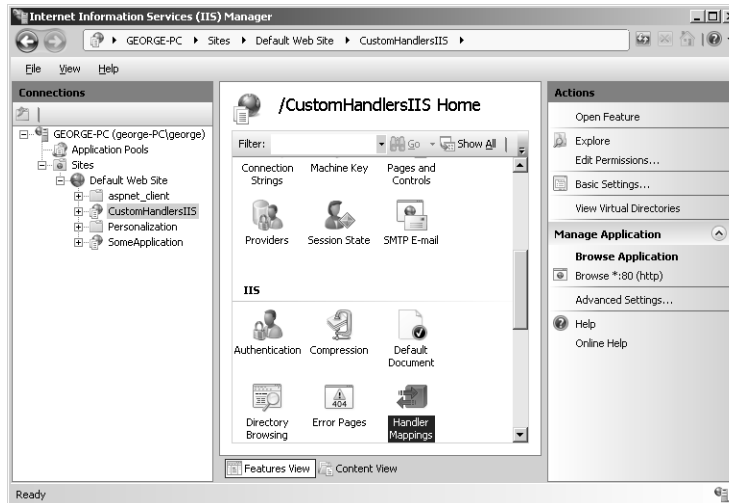 Internet Information Services (IIS) Manager
GEORGE-PC
Sites
Default Web Site
CustomHandlersIIS
File View Help
Connections
GEORGE-PC (george-PC\george)
Application Pools
Sites
Default Web Site
aspnet_client
CustomHandlersIIS
Personalization
SomeApplication
/CustomHandlersIIS Home
Filter: Go Show All
Connection Strings
Machine Key
Pages and Controls
Providers
Session State
SMTP E-mail
IIS
Authentication
Compression
Default Document
Directory Browsing
404
Error Pages
Handler Mappings
Features View
Content View
Actions
Open Feature
Explore
Edit Permissions...
Basic Settings...
View Virtual Directories
Manage Application
Browse Application
Browse *:80 (http)
Advanced Settings...
Help
Online Help
Ready